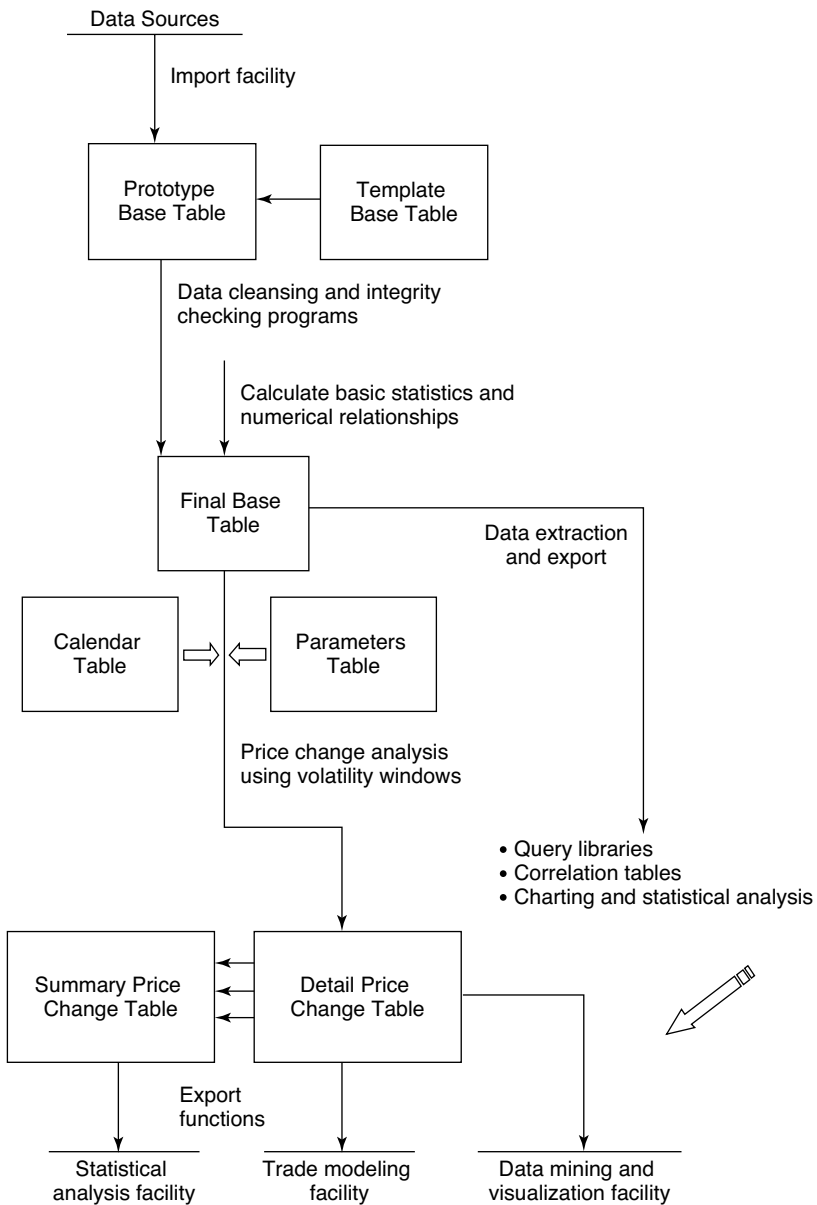 Data Sources
Import facility
Prototype
Base Table
Template
Base Table
Data cleansing and integrity
checking programs
Calculate basic statistics and
numerical relationships
Final Base
Table
Data extraction
and export
Calendar
Table
Parameters
Table
Price change analysis
using volatility windows
• Query libraries
• Correlation tables
• Charting and statistical analysis
Summary Price
Change Table
Detail Price
Change Table
Export
functions
Statistical
analysis facility
Trade modeling
facility
Data mining and
visualization facility